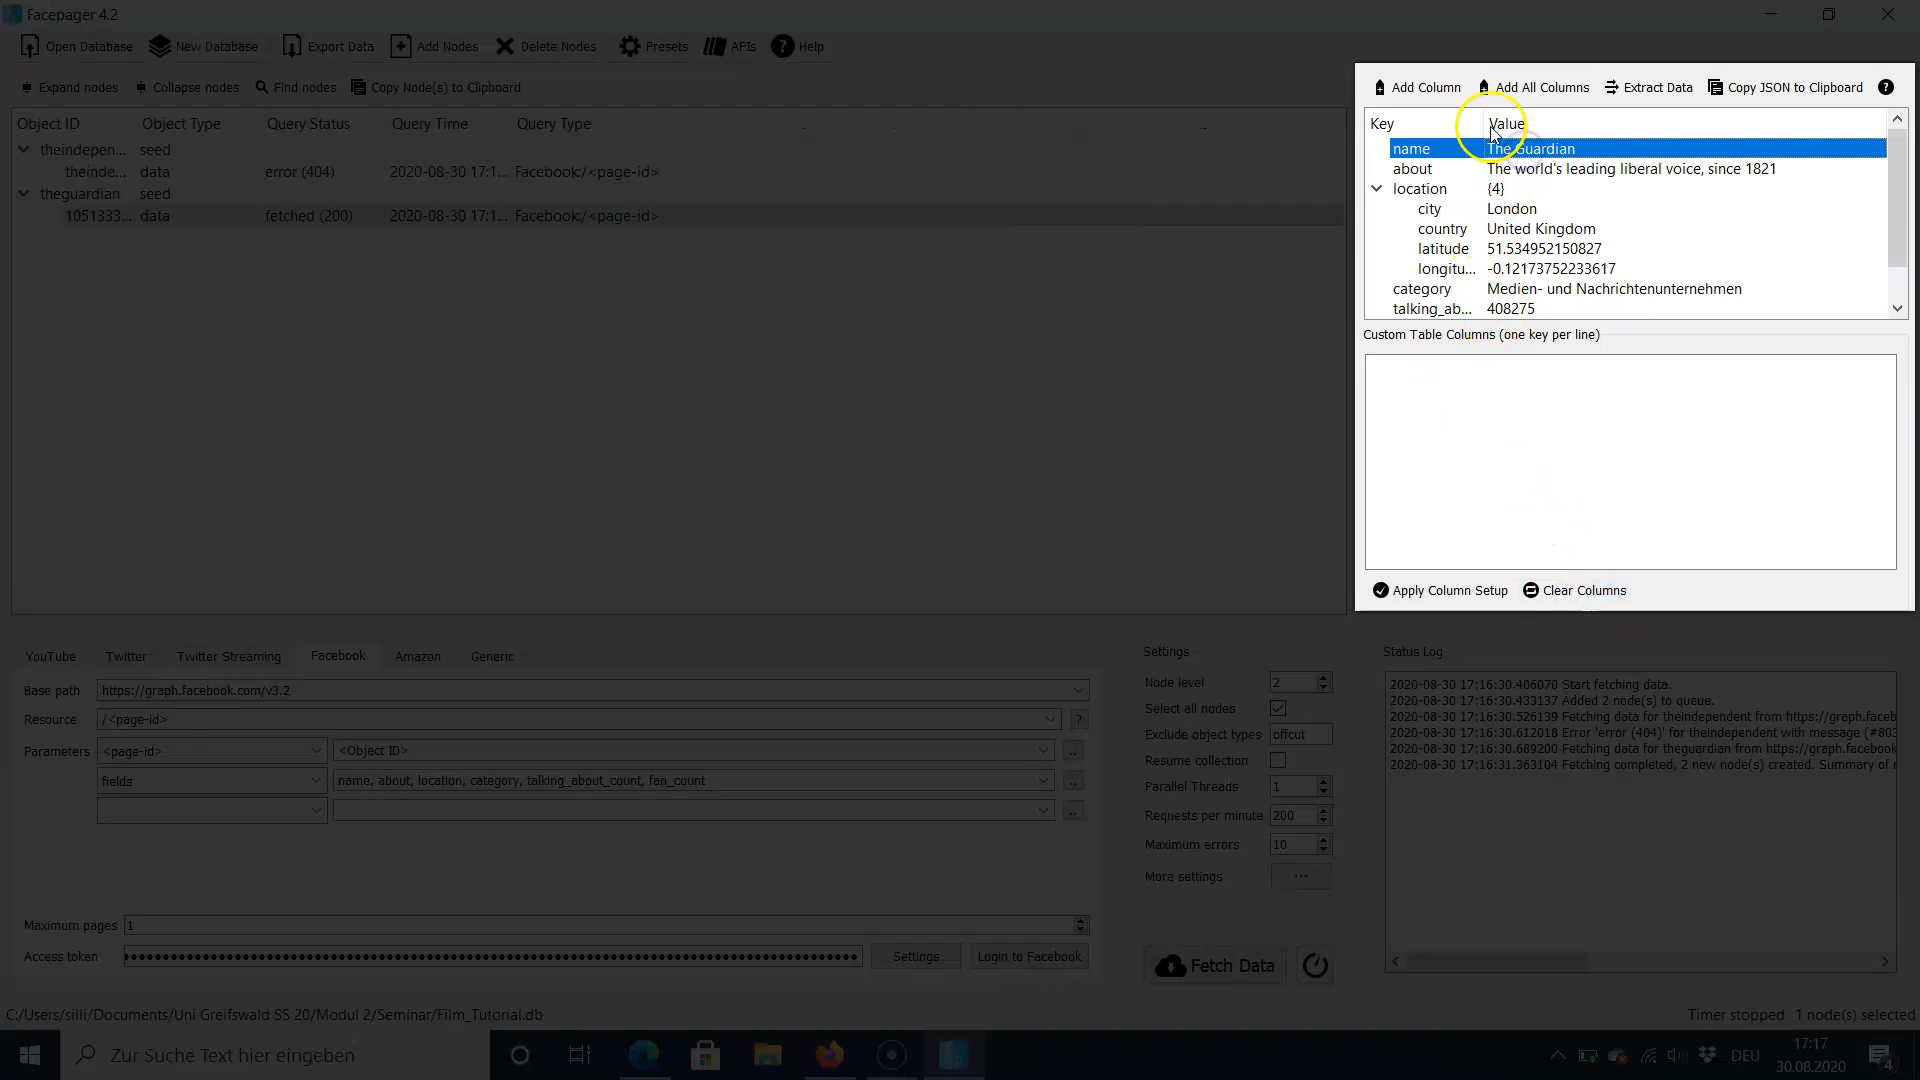 Facepager 4.2
Open Database New Database Export Data Add Nodes Delete Nodes Presets APIs Help
Expand nodes Collapse nodes Find nodes Copy Node(s) to Clipboard
Object ID Object Type Query Status Query Time Query Type
theindepen... seed
theinde... data error (404) 2020-08-30 17:1... Facebook:/<page-id>
theguardian seed
1051333... data fetched (200) 2020-08-30 17:1... Facebook:/<page-id>
Add Column Add All Columns Extract Data Copy JSON to Clipboard
Key Value
name The Guardian
about The world's leading liberal voice, since 1821
location {4}
city London
country United Kingdom
latitude 51.534952150827
longitu... -0.12173752233617
category Medien- und Nachrichtenunternehmen
talking_ab... 408275
Custom Table Columns (one key per line)
Apply Column Setup Clear Columns
YouTube Twitter Twitter Streaming Facebook Amazon Generic
Base path https://graph.facebook.com/v3.2
Resource /<page-id> ?
Parameters <page-id> <Object ID> ..
fields name, about, location, category, talking_about_count, fan_count ..
..
Maximum pages 1
Access token Settings Login to Facebook
Settings
Node level 2
Select all nodes
Exclude object types offcut
Resume collection
Parallel Threads 1
Requests per minute 200
Maximum errors 10
More settings ...
Fetch Data
Status Log
2020-08-30 17:16:30.406070 Start fetching data.
2020-08-30 17:16:30.433137 Added 2 node(s) to queue.
2020-08-30 17:16:30.526139 Fetching data for theindependent from https://graph.faceb
2020-08-30 17:16:30.612018 Error 'error (404)' for theindependent with message (#803
2020-08-30 17:16:30.689200 Fetching data for theguardian from https://graph.facebook
2020-08-30 17:16:31.363104 Fetching completed, 2 new node(s) created. Summary of
C:/Users/silli/Documents/Uni Greifswald SS 20/Modul 2/Seminar/Film_Tutorial.db
Timer stopped 1 node(s) selected
Zur Suche Text hier eingeben
DEU
17:17
30.08.2020
4